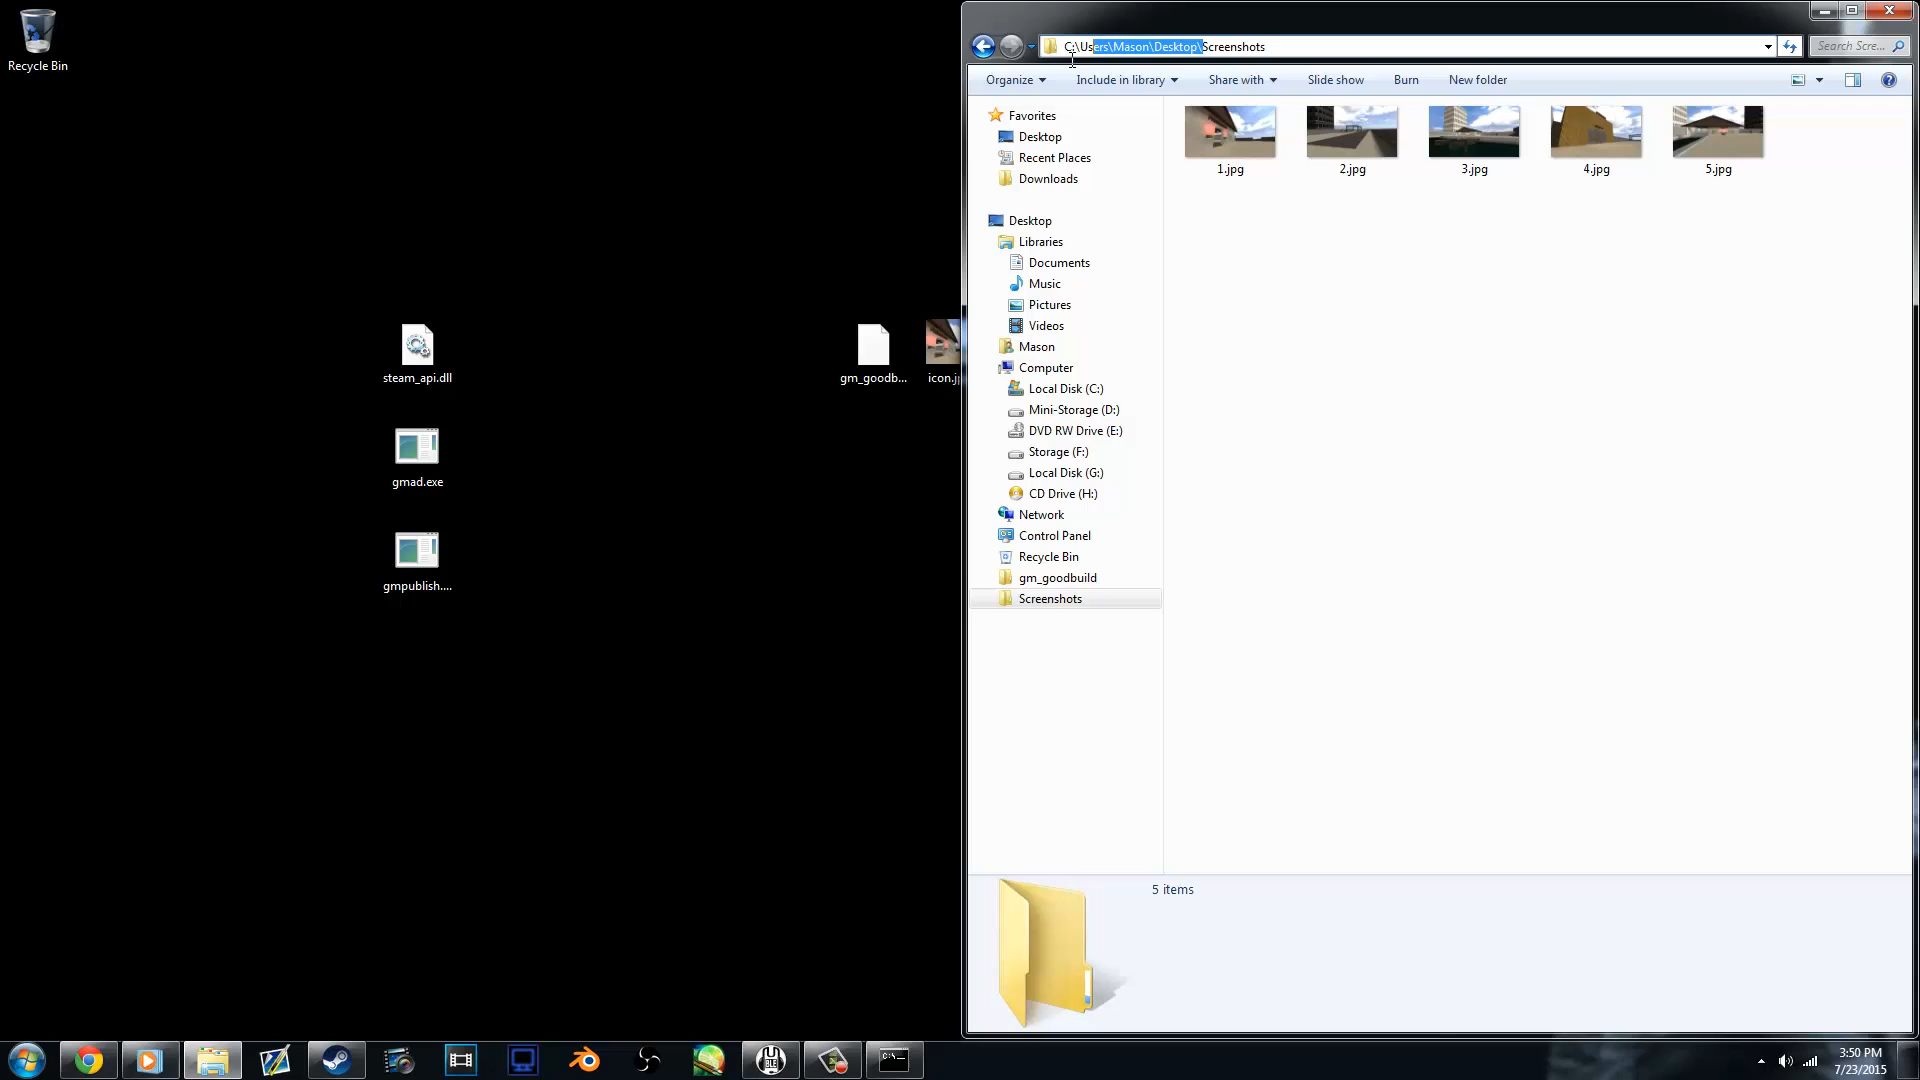 Recycle Bin
steam_api.dll
gmad.exe
gmpublish....
gm_goodb...
icon.jp
C:\Users\Mason\Desktop\Screenshots
Search Scre...
Organize
Include in library
Share with
Slide show
Burn
New folder
Favorites
Desktop
Recent Places
Downloads
Desktop
Libraries
Documents
Music
Pictures
Videos
Mason
Computer
Local Disk (C:)
Mini-Storage (D:)
DVD RW Drive (E:)
Storage (F:)
Local Disk (G:)
CD Drive (H:)
Network
Control Panel
Recycle Bin
gm_goodbuild
Screenshots
1.jpg
2.jpg
3.jpg
4.jpg
5.jpg
5 items
3:50 PM
7/23/2015